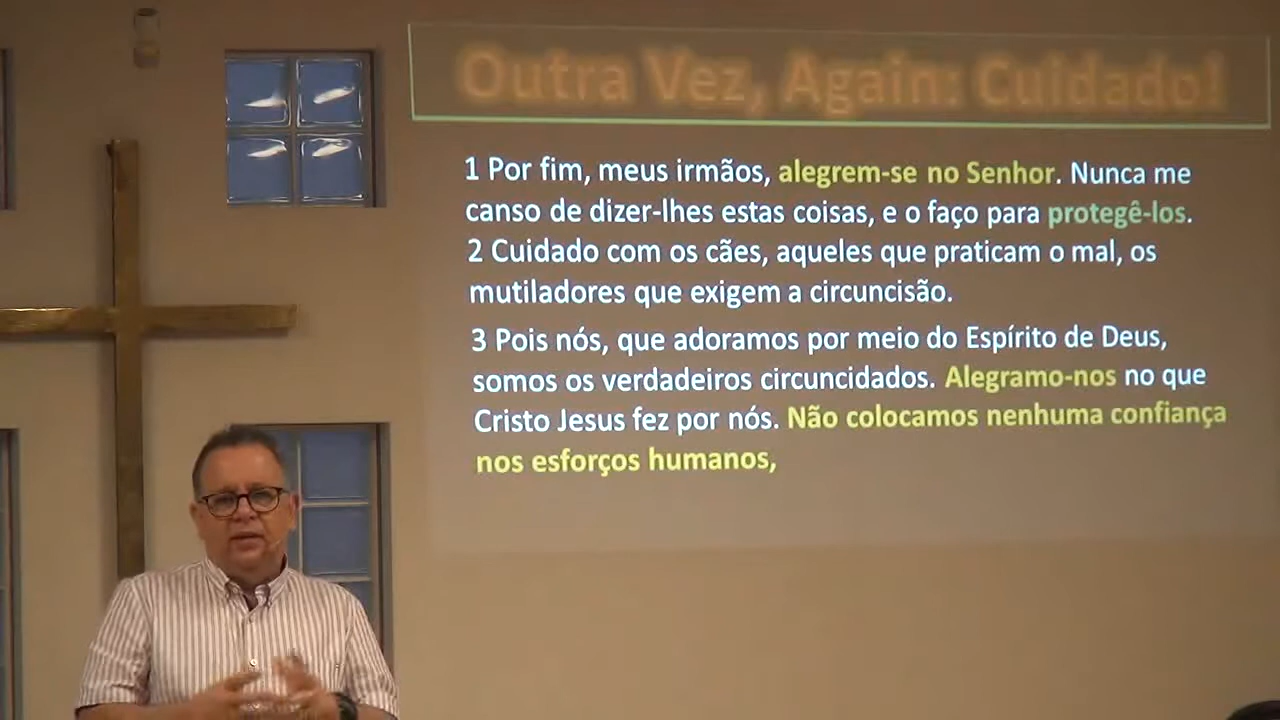 Outra Vez, Again: Cuidado!
1 Por fim, meus irmãos, alegrem-se no Senhor. Nunca me
canso de dizer-lhes estas coisas, e o faço para protegê-los.
2 Cuidado com os cães, aqueles que praticam o mal, os
mutiladores que exigem a circuncisão.
3 Pois nós, que adoramos por meio do Espírito de Deus,
somos os verdadeiros circuncidados. Alegramo-nos no que
Cristo Jesus fez por nós. Não colocamos nenhuma confiança
nos esforços humanos,